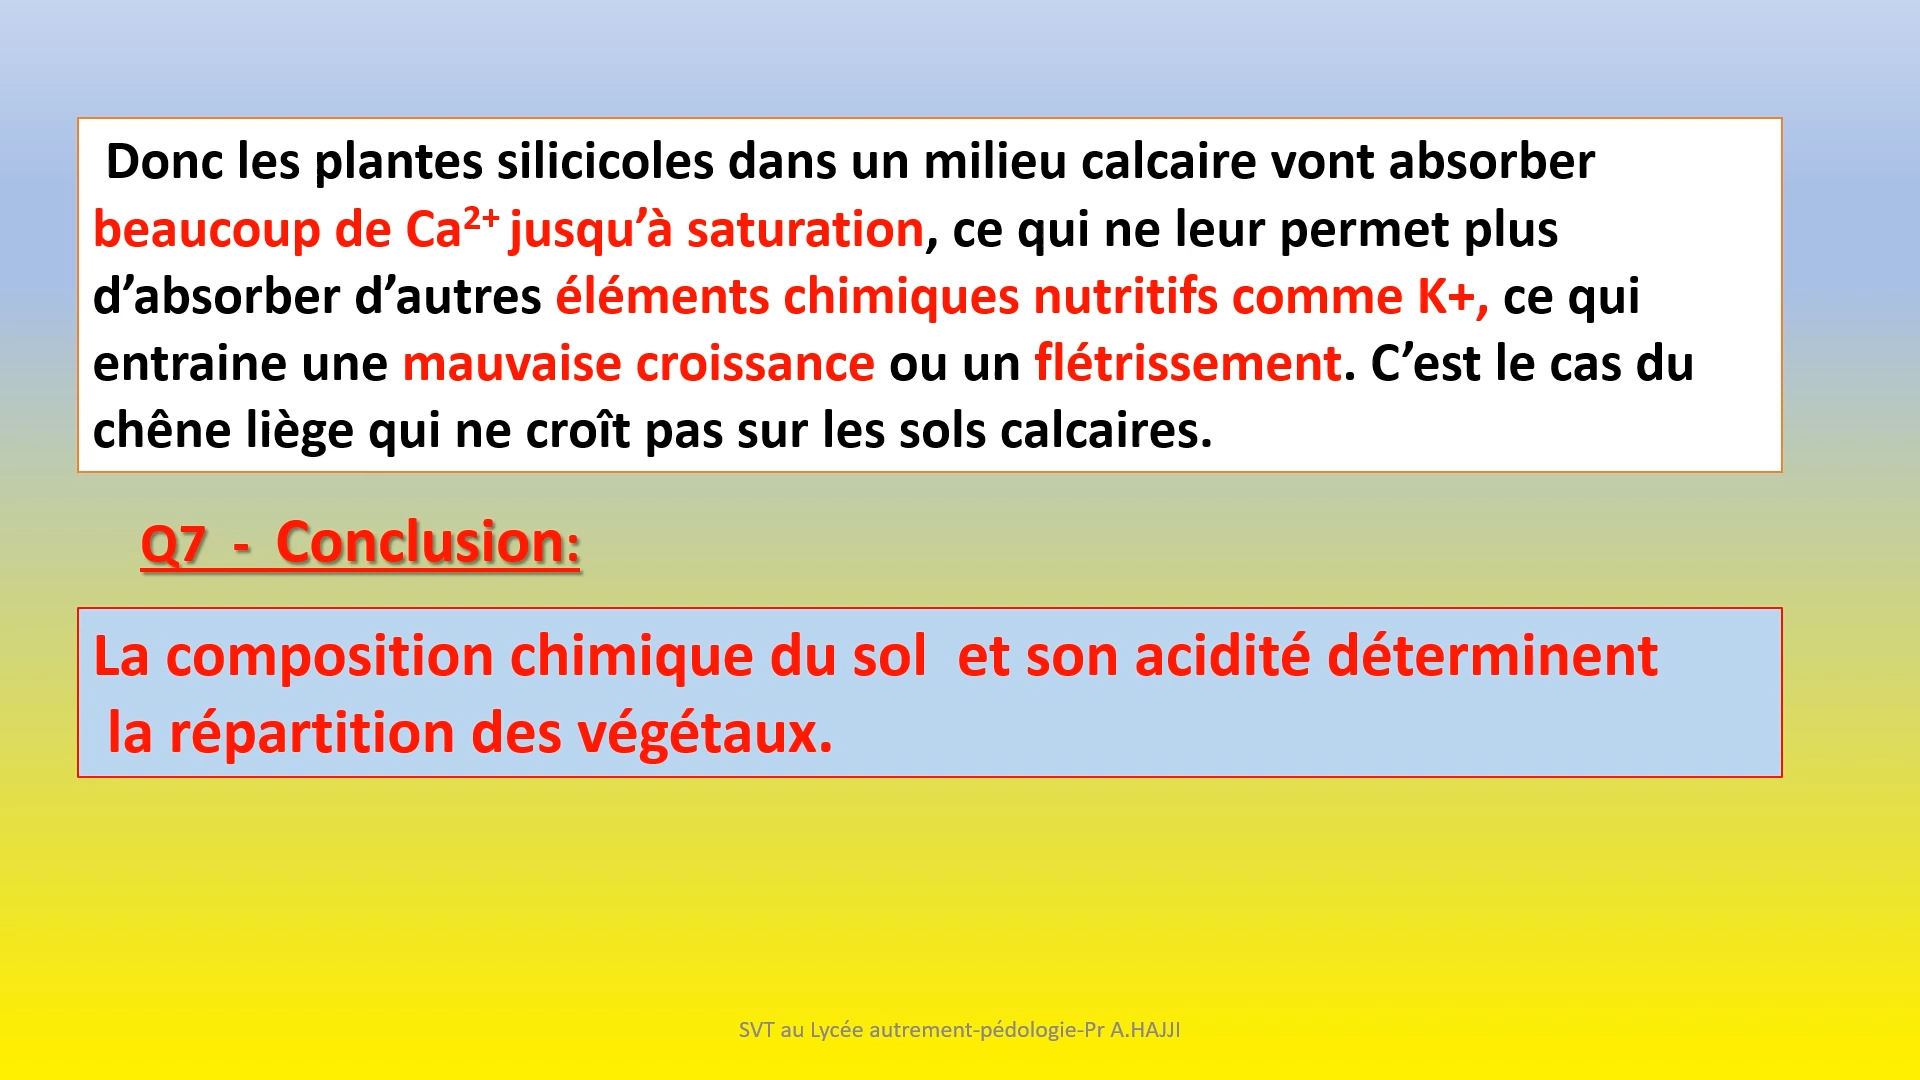 Donc les plantes silicicoles dans un milieu calcaire vont absorber
beaucoup de Ca²⁺ jusqu’à saturation, ce qui ne leur permet plus
d’absorber d’autres éléments chimiques nutritifs comme K+, ce qui
entraine une mauvaise croissance ou un flétrissement. C’est le cas du
chêne liège qui ne croît pas sur les sols calcaires.
Q7 - Conclusion:
La composition chimique du sol et son acidité déterminent
la répartition des végétaux.
SVT au Lycée autrement-pédologie-Pr A.HAJJI